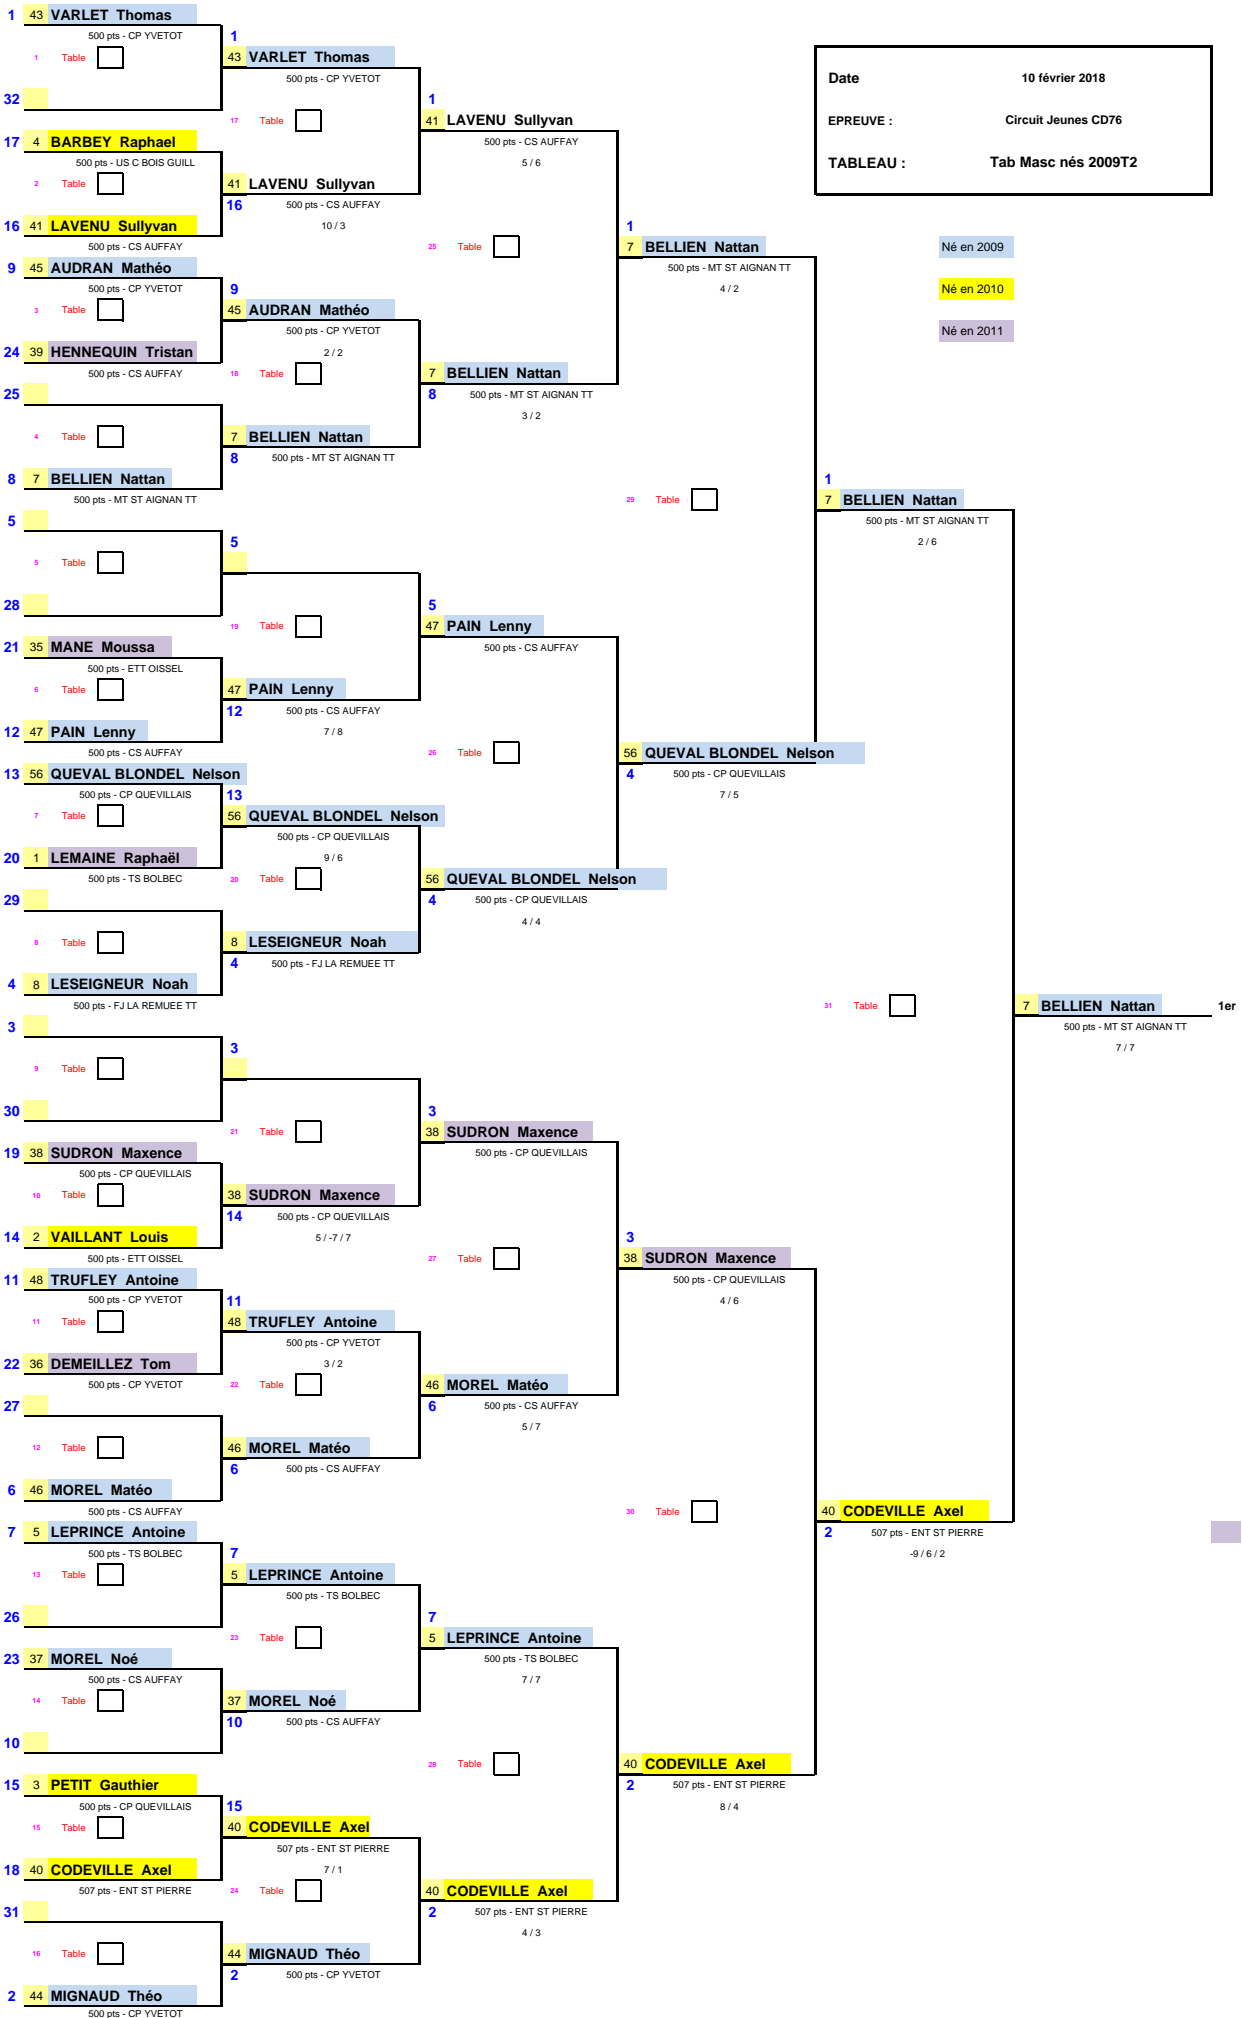 Date 10 février 2018
EPREUVE : Circuit Jeunes CD76
TABLEAU : Tab Masc nés 2009T2
Né en 2009
Né en 2010
Né en 2011
1 43 VARLET Thomas
500 pts - CP YVETOT
1 Table
32
17 4 BARBEY Raphael
500 pts - US C BOIS GUILL
2 Table
16 41 LAVENU Sullyvan
500 pts - CS AUFFAY
9 45 AUDRAN Mathéo
500 pts - CP YVETOT
3 Table
24 39 HENNEQUIN Tristan
500 pts - CS AUFFAY
25
4 Table
8 7 BELLIEN Nattan
500 pts - MT ST AIGNAN TT
5
5 Table
28
21 35 MANE Moussa
500 pts - ETT OISSEL
6 Table
12 47 PAIN Lenny
500 pts - CS AUFFAY
13 56 QUEVAL BLONDEL Nelson
500 pts - CP QUEVILLAIS
7 Table
20 1 LEMAINE Raphaël
500 pts - TS BOLBEC
29
8 Table
4 8 LESEIGNEUR Noah
500 pts - FJ LA REMUEE TT
3
9 Table
30
19 38 SUDRON Maxence
500 pts - CP QUEVILLAIS
10 Table
14 2 VAILLANT Louis
500 pts - ETT OISSEL
11 48 TRUFLEY Antoine
500 pts - CP YVETOT
11 Table
22 36 DEMEILLEZ Tom
500 pts - CP YVETOT
27
12 Table
6 46 MOREL Matéo
500 pts - CS AUFFAY
7 5 LEPRINCE Antoine
500 pts - TS BOLBEC
13 Table
26
23 37 MOREL Noé
500 pts - CS AUFFAY
14 Table
10
15 3 PETIT Gauthier
500 pts - CP QUEVILLAIS
15 Table
18 40 CODEVILLE Axel
507 pts - ENT ST PIERRE
31
16 Table
2 44 MIGNAUD Théo
500 pts - CP YVETOT
1
43 VARLET Thomas
500 pts - CP YVETOT
17 Table
41 LAVENU Sullyvan
16 500 pts - CS AUFFAY
10 / 3
9
45 AUDRAN Mathéo
500 pts - CP YVETOT
2 / 2
18 Table
7 BELLIEN Nattan
8 500 pts - MT ST AIGNAN TT
5
19 Table
47 PAIN Lenny
12 500 pts - CS AUFFAY
7 / 8
13
56 QUEVAL BLONDEL Nelson
500 pts - CP QUEVILLAIS
9 / 6
20 Table
8 LESEIGNEUR Noah
4 500 pts - FJ LA REMUEE TT
3
21 Table
38 SUDRON Maxence
14 500 pts - CP QUEVILLAIS
5 / -7 / 7
11
48 TRUFLEY Antoine
500 pts - CP YVETOT
3 / 2
22 Table
46 MOREL Matéo
6 500 pts - CS AUFFAY
7
5 LEPRINCE Antoine
500 pts - TS BOLBEC
23 Table
37 MOREL Noé
10 500 pts - CS AUFFAY
15
40 CODEVILLE Axel
507 pts - ENT ST PIERRE
7 / 1
24 Table
44 MIGNAUD Théo
2 500 pts - CP YVETOT
1
41 LAVENU Sullyvan
500 pts - CS AUFFAY
5 / 6
25 Table
7 BELLIEN Nattan
8 500 pts - MT ST AIGNAN TT
3 / 2
5
47 PAIN Lenny
500 pts - CS AUFFAY
26 Table
56 QUEVAL BLONDEL Nelson
4 500 pts - CP QUEVILLAIS
4 / 4
3
38 SUDRON Maxence
500 pts - CP QUEVILLAIS
27 Table
46 MOREL Matéo
6 500 pts - CS AUFFAY
5 / 7
7
5 LEPRINCE Antoine
500 pts - TS BOLBEC
7 / 7
28 Table
40 CODEVILLE Axel
2 507 pts - ENT ST PIERRE
4 / 3
1
7 BELLIEN Nattan
500 pts - MT ST AIGNAN TT
4 / 2
29 Table
56 QUEVAL BLONDEL Nelson
4 500 pts - CP QUEVILLAIS
7 / 5
3
38 SUDRON Maxence
500 pts - CP QUEVILLAIS
4 / 6
30 Table
40 CODEVILLE Axel
2 507 pts - ENT ST PIERRE
8 / 4
1
7 BELLIEN Nattan
500 pts - MT ST AIGNAN TT
2 / 6
31 Table
40 CODEVILLE Axel
2 507 pts - ENT ST PIERRE
-9 / 6 / 2
7 BELLIEN Nattan 1er
500 pts - MT ST AIGNAN TT
7 / 7